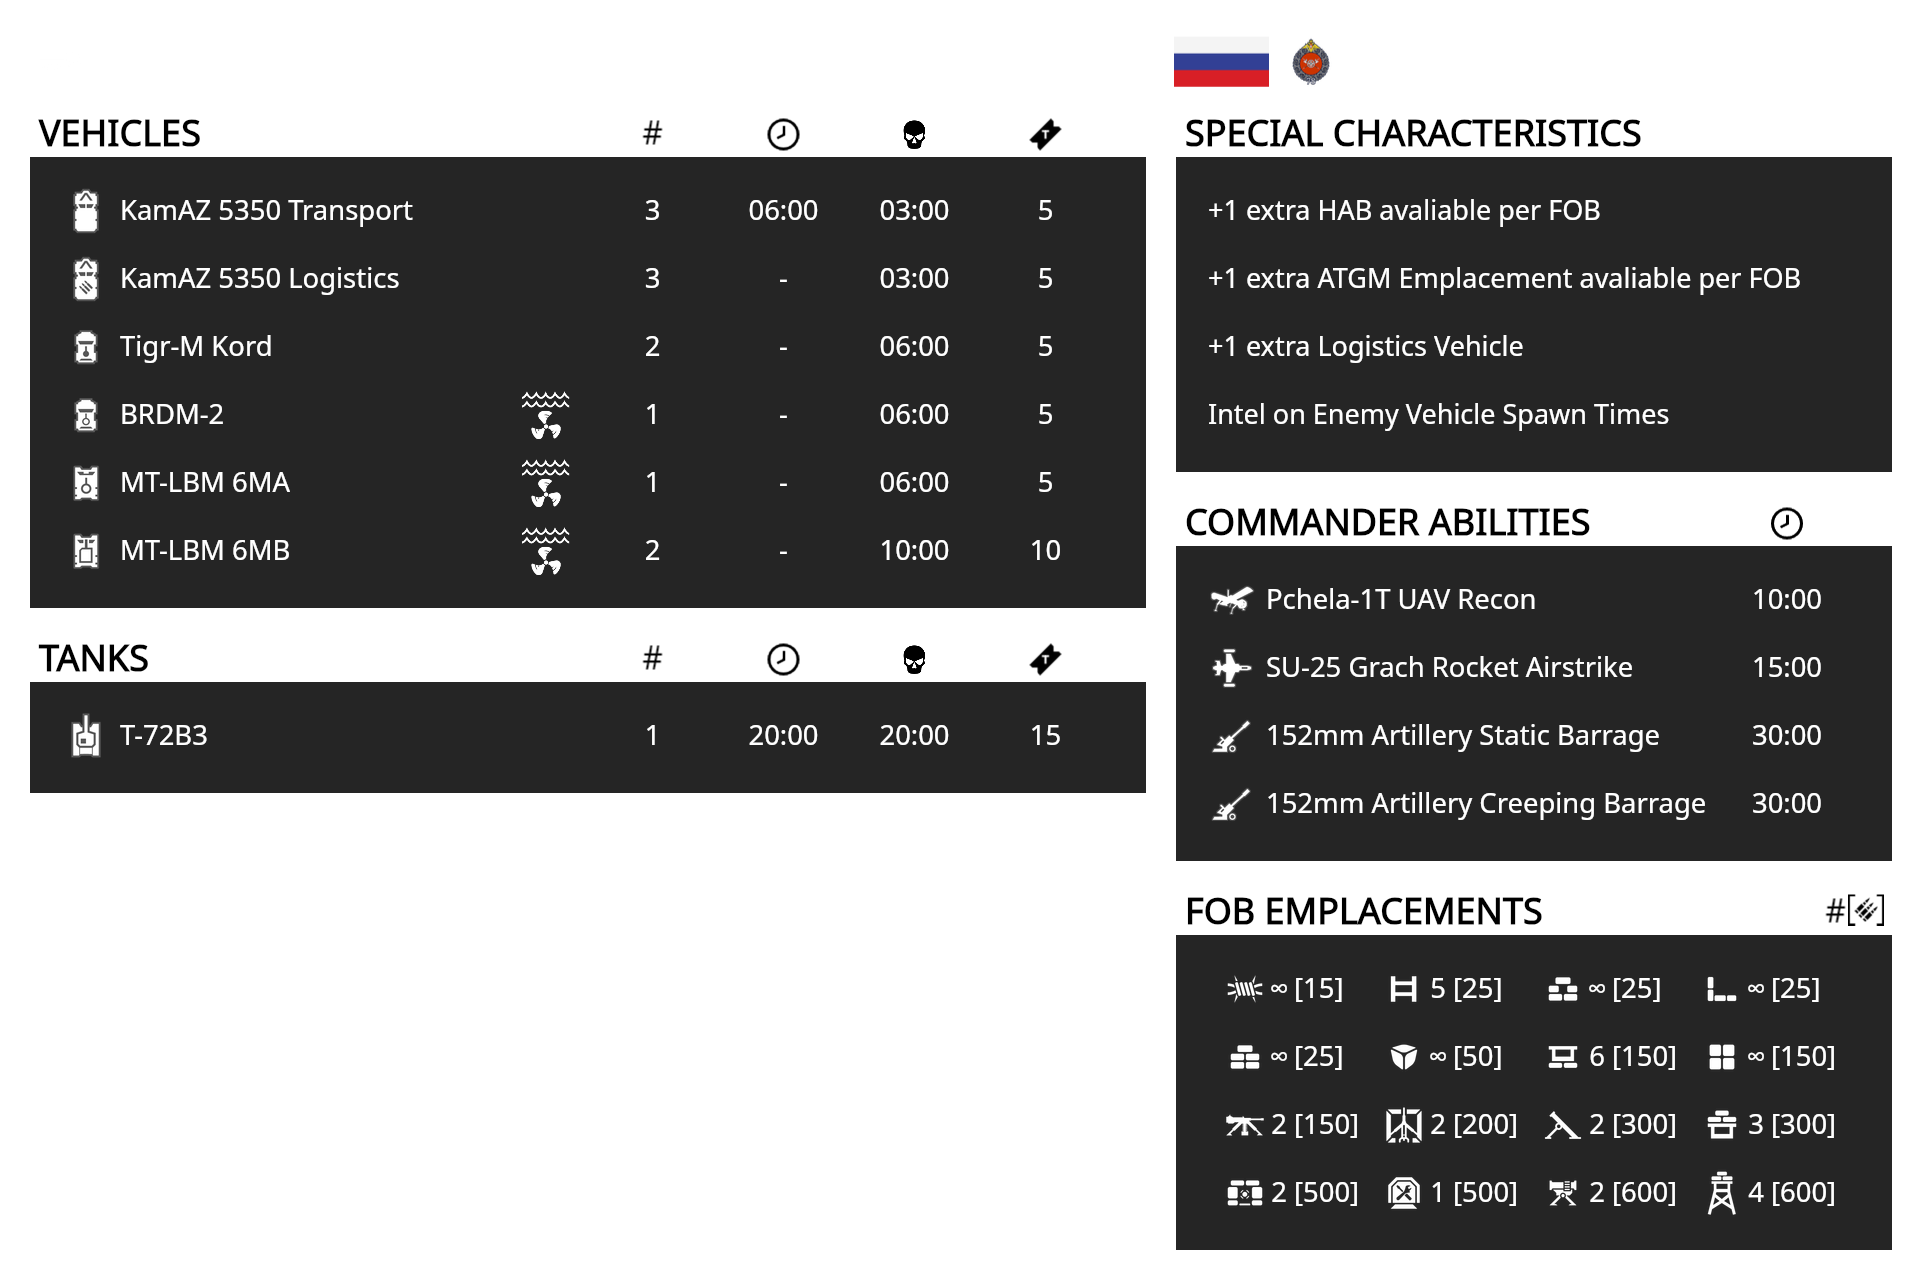 VEHICLES #
KamAZ 5350 Transport 3 06:00 03:00 5
KamAZ 5350 Logistics 3 - 03:00 5
Tigr-M Kord 2 - 06:00 5
BRDM-2 1 - 06:00 5
MT-LBM 6MA 1 - 06:00 5
MT-LBM 6MB 2 - 10:00 10
TANKS #
T-72B3 1 20:00 20:00 15
SPECIAL CHARACTERISTICS
+1 extra HAB avaliable per FOB
+1 extra ATGM Emplacement avaliable per FOB
+1 extra Logistics Vehicle
Intel on Enemy Vehicle Spawn Times
COMMANDER ABILITIES
Pchela-1T UAV Recon 10:00
SU-25 Grach Rocket Airstrike 15:00
152mm Artillery Static Barrage 30:00
152mm Artillery Creeping Barrage 30:00
FOB EMPLACEMENTS #[ ]
∞ [15] 5 [25] ∞ [25] ∞ [25]
∞ [25] ∞ [50] 6 [150] ∞ [150]
2 [150] 2 [200] 2 [300] 3 [300]
2 [500] 1 [500] 2 [600] 4 [600]